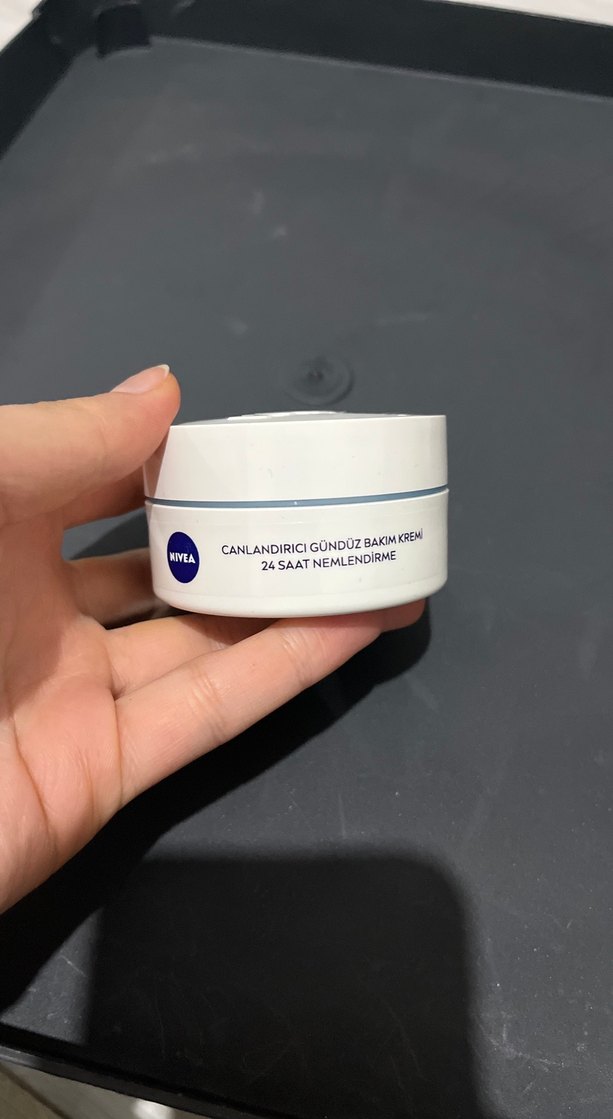 NIVEA
CANLANDIRICI GÜNDÜZ BAKIM KREMİ
24 SAAT NEMLENDİRME